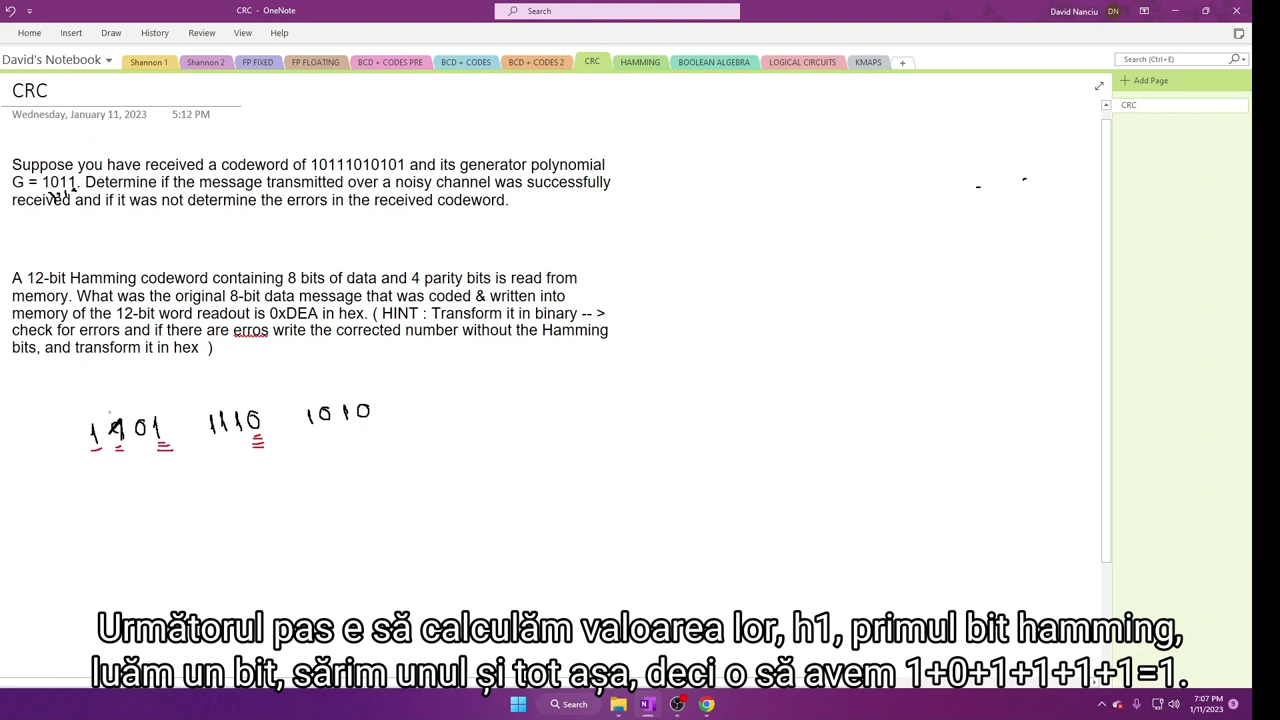 CRC - OneNote
Search
David Nanciu
DN
Home Insert Draw History Review View Help
David's Notebook
Shannon 1
Shannon 2
FP FIXED
FP FLOATING
BCD + CODES PRE
BCD + CODES
BCD + CODES 2
CRC
HAMMING
BOOLEAN ALGEBRA
LOGICAL CIRCUITS
KMAPS
Search (Ctrl+E)
Add Page
CRC
CRC
Wednesday, January 11, 2023 5:12 PM
Suppose you have received a codeword of 10111010101 and its generator polynomial
G = 1011. Determine if the message transmitted over a noisy channel was successfully
received and if it was not determine the errors in the received codeword.
A 12-bit Hamming codeword containing 8 bits of data and 4 parity bits is read from
memory. What was the original 8-bit data message that was coded & written into
memory of the 12-bit word readout is 0xDEA in hex. ( HINT : Transform it in binary -- >
check for errors and if there are erros write the corrected number without the Hamming
bits, and transform it in hex )
1101 1110 1010
Următorul pas e să calculăm valoarea lor, h1, primul bit hamming,
luăm un bit, sărim unul și tot așa, deci o să avem 1+0+1+1+1+1=1.
Search
7:07 PM
1/11/2023